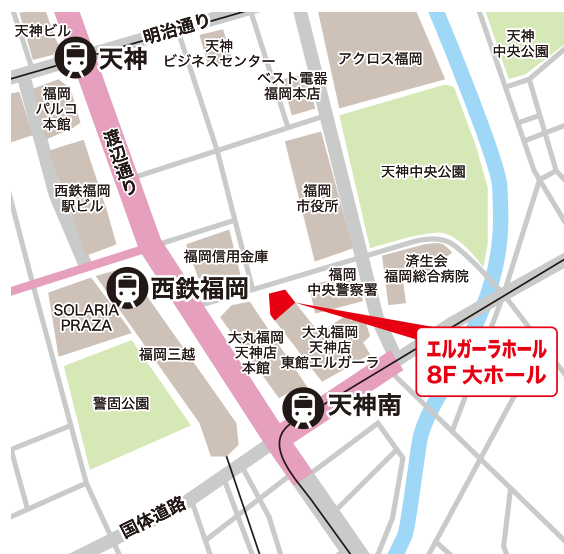 天神ビル
明治通り
天神
天神
ビジネスセンター
アクロス福岡
天神
中央公園
福岡
パルコ
本館
ベスト電器
福岡本店
渡辺通り
天神中央公園
西鉄福岡
駅ビル
福岡
市役所
福岡信用金庫
済生会
福岡総合病院
西鉄福岡
福岡
中央警察署
SOLARIA
PRAZA
大丸福岡
天神店
本館
大丸福岡
天神店
東館エルガーラ
福岡三越
エルガーラホール
8F 大ホール
警固公園
天神南
国体道路